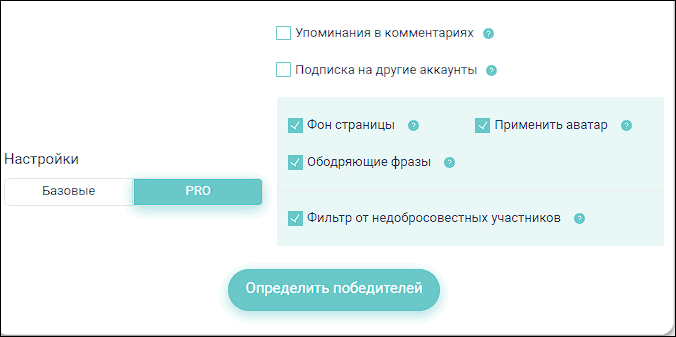 Упоминания в комментариях ?
Подписка на другие аккаунты ?
Фон страницы ? Применить аватар ?
Ободряющие фразы ?
Настройки
Базовые PRO
Фильтр от недобросовестных участников ?
Определить победителей